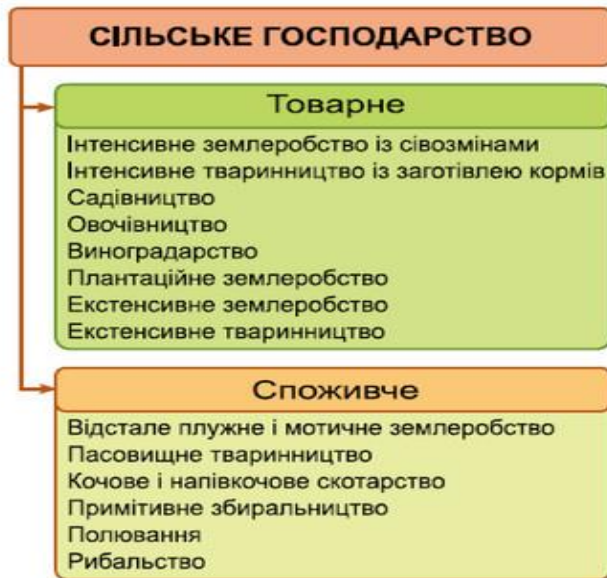 СІЛЬСЬКЕ ГОСПОДАРСТВО
Товарне
Інтенсивне землеробство із сівозмінами
Інтенсивне тваринництво із заготівлею кормів
Садівництво
Овочівництво
Виноградарство
Плантаційне землеробство
Екстенсивне землеробство
Екстенсивне тваринництво
Споживче
Відстале плужне і мотичне землеробство
Пасовищне тваринництво
Кочове і напівкочове скотарство
Примітивне збиральництво
Полювання
Рибальство